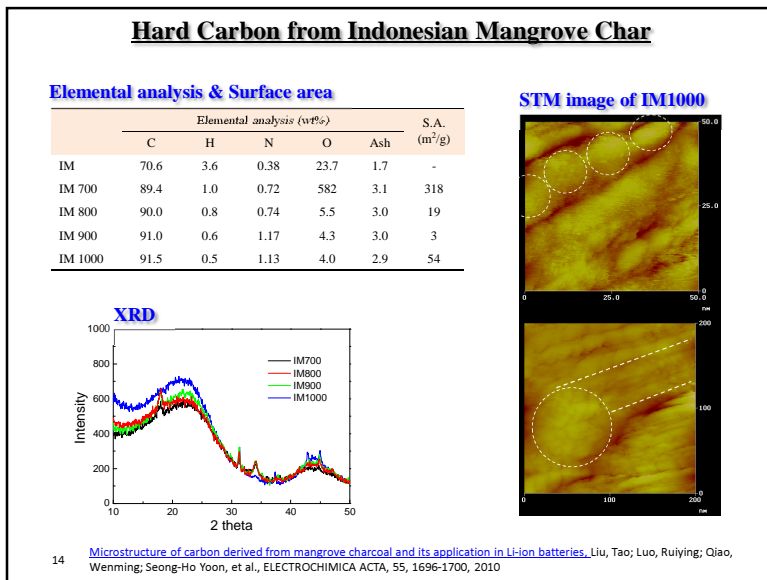 Hard Carbon from Indonesian Mangrove Char
Elemental analysis & Surface area
Elemental analysis (wt%) S.A. (m²/g)
C H N O Ash
IM 70.6 3.6 0.38 23.7 1.7 -
IM 700 89.4 1.0 0.72 582 3.1 318
IM 800 90.0 0.8 0.74 5.5 3.0 19
IM 900 91.0 0.6 1.17 4.3 3.0 3
IM 1000 91.5 0.5 1.13 4.0 2.9 54
STM image of IM1000
50.0
25.0
0
0 25.0 50.0
nm
200
100
0
0 100 200
nm
XRD
1000
800
600
400
200
0
10 20 30 40 50
Intensity
2 theta
IM700
IM800
IM900
IM1000
14
Microstructure of carbon derived from mangrove charcoal and its application in Li-ion batteries, Liu, Tao; Luo, Ruiying; Qiao,
Wenming; Seong-Ho Yoon, et al., ELECTROCHIMICA ACTA, 55, 1696-1700, 2010